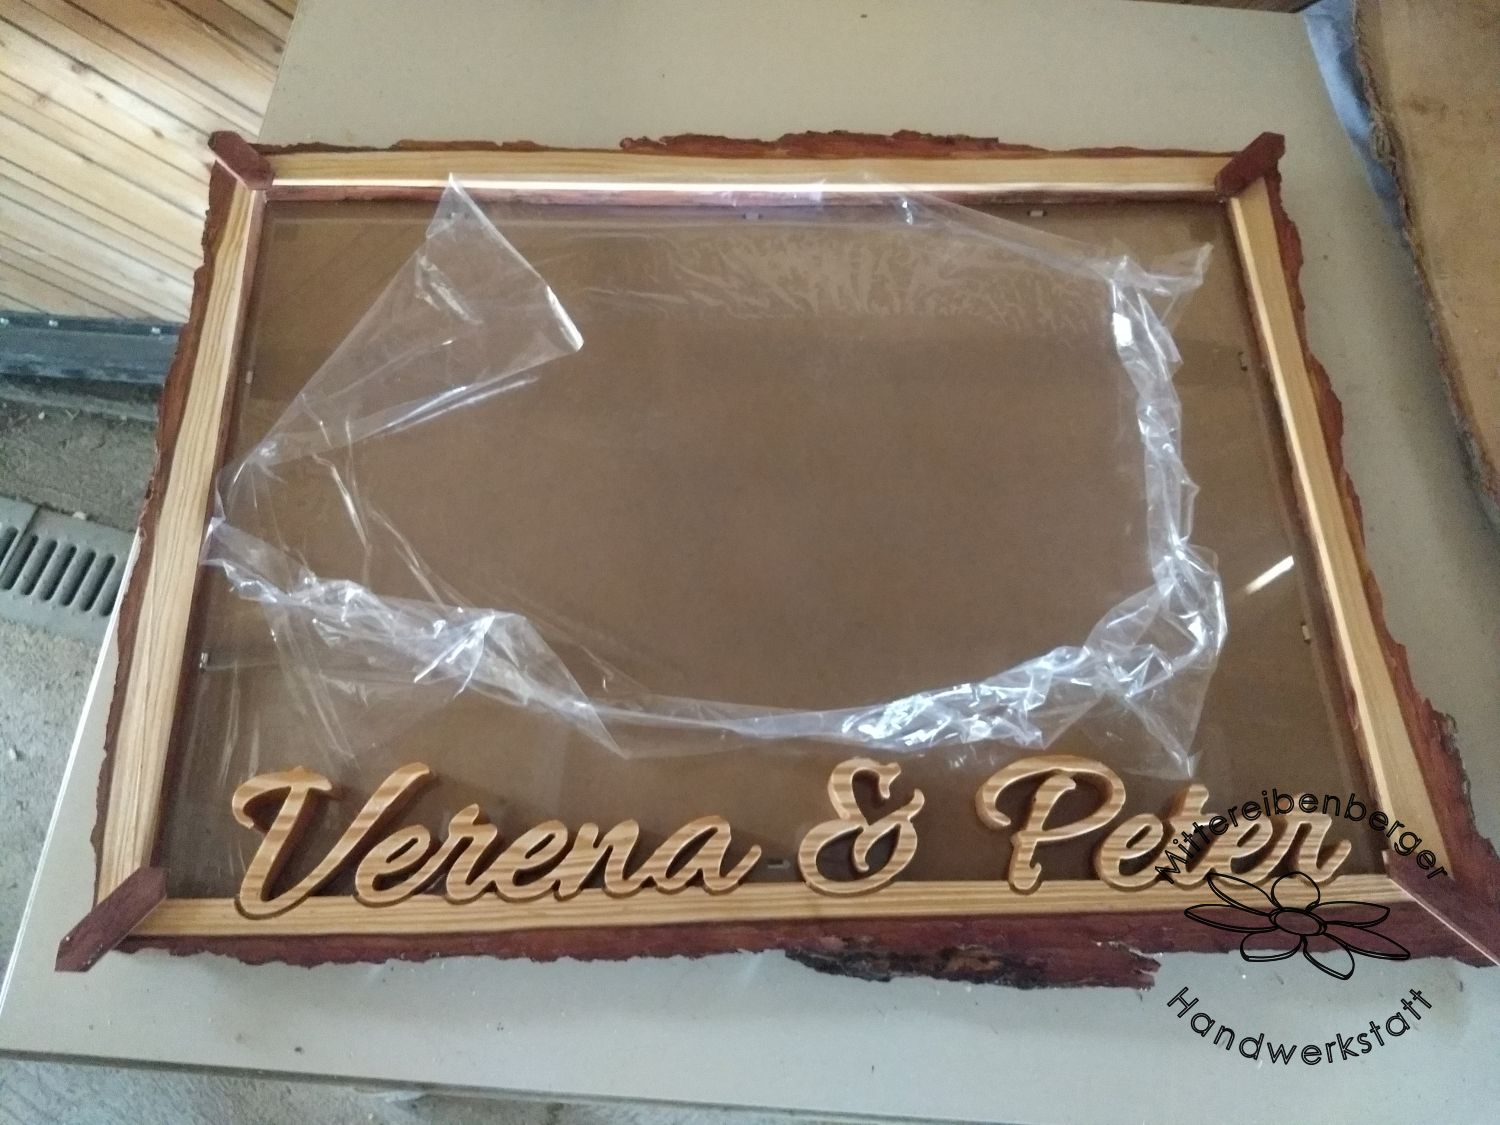 Verena & Peter
Mittereibenberger
Handwerkstatt